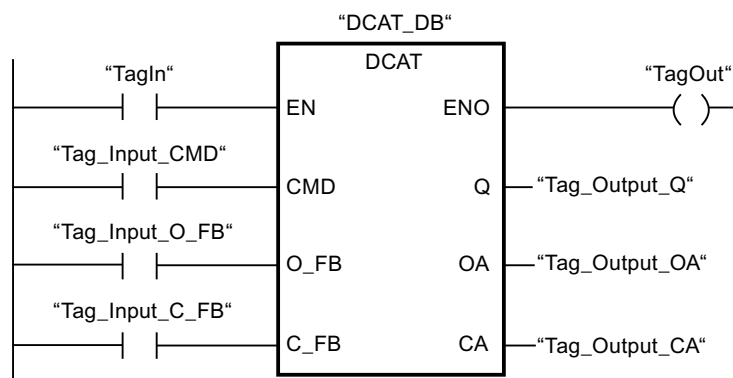 “DCAT_DB“
DCAT
“TagIn“
“TagOut“
EN
ENO
“Tag_Input_CMD“
CMD
Q
“Tag_Output_Q“
“Tag_Input_O_FB“
O_FB
OA
“Tag_Output_OA“
“Tag_Input_C_FB“
C_FB
CA
“Tag_Output_CA“